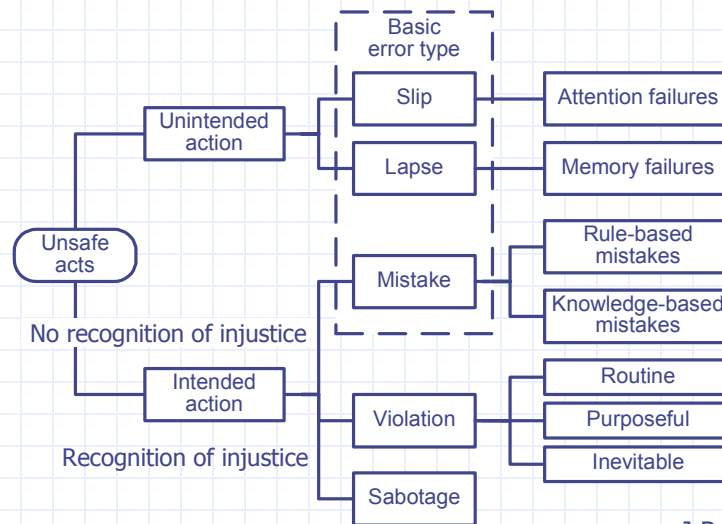 Basic
error type
Slip
Attention failures
Unintended
action
Lapse
Memory failures
Unsafe
acts
Mistake
Rule-based
mistakes
Knowledge-based
mistakes
No recognition of injustice
Intended
action
Violation
Routine
Purposeful
Inevitable
Recognition of injustice
Sabotage